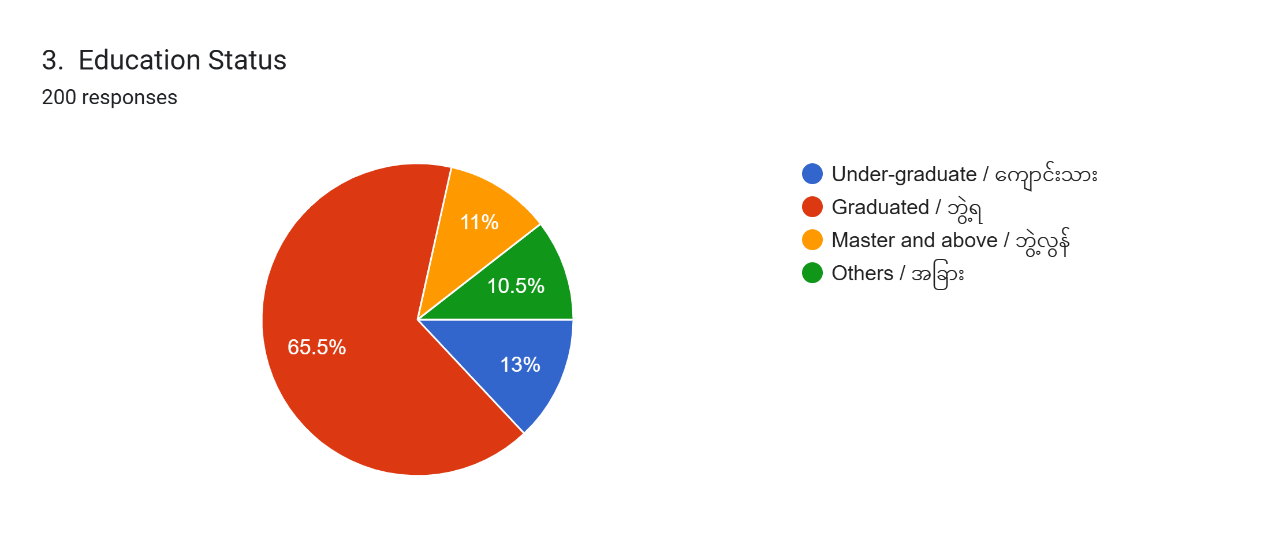 3. Education Status
200 responses
11%
10.5%
65.5%
13%
Under-graduate / ကျောင်းသား
Graduated / ဘွဲ့ရ
Master and above / ဘွဲ့လွန်
Others / အခြား